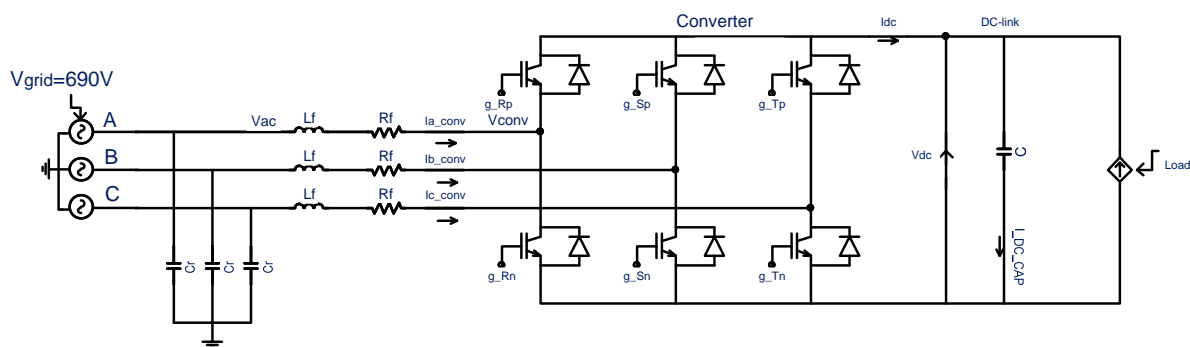 Converter
Idc
DC-link
Vgrid=690V
g_Rp
g_Sp
g_Tp
A
Vac
Lf
Rf
Ia_conv
Vconv
B
Lf
Rf
Ib_conv
Vdc
C
Load
C
Lf
Rf
Ic_conv
Cr
Cr
Cr
g_Rn
g_Sn
g_Tn
I_DC_CAP